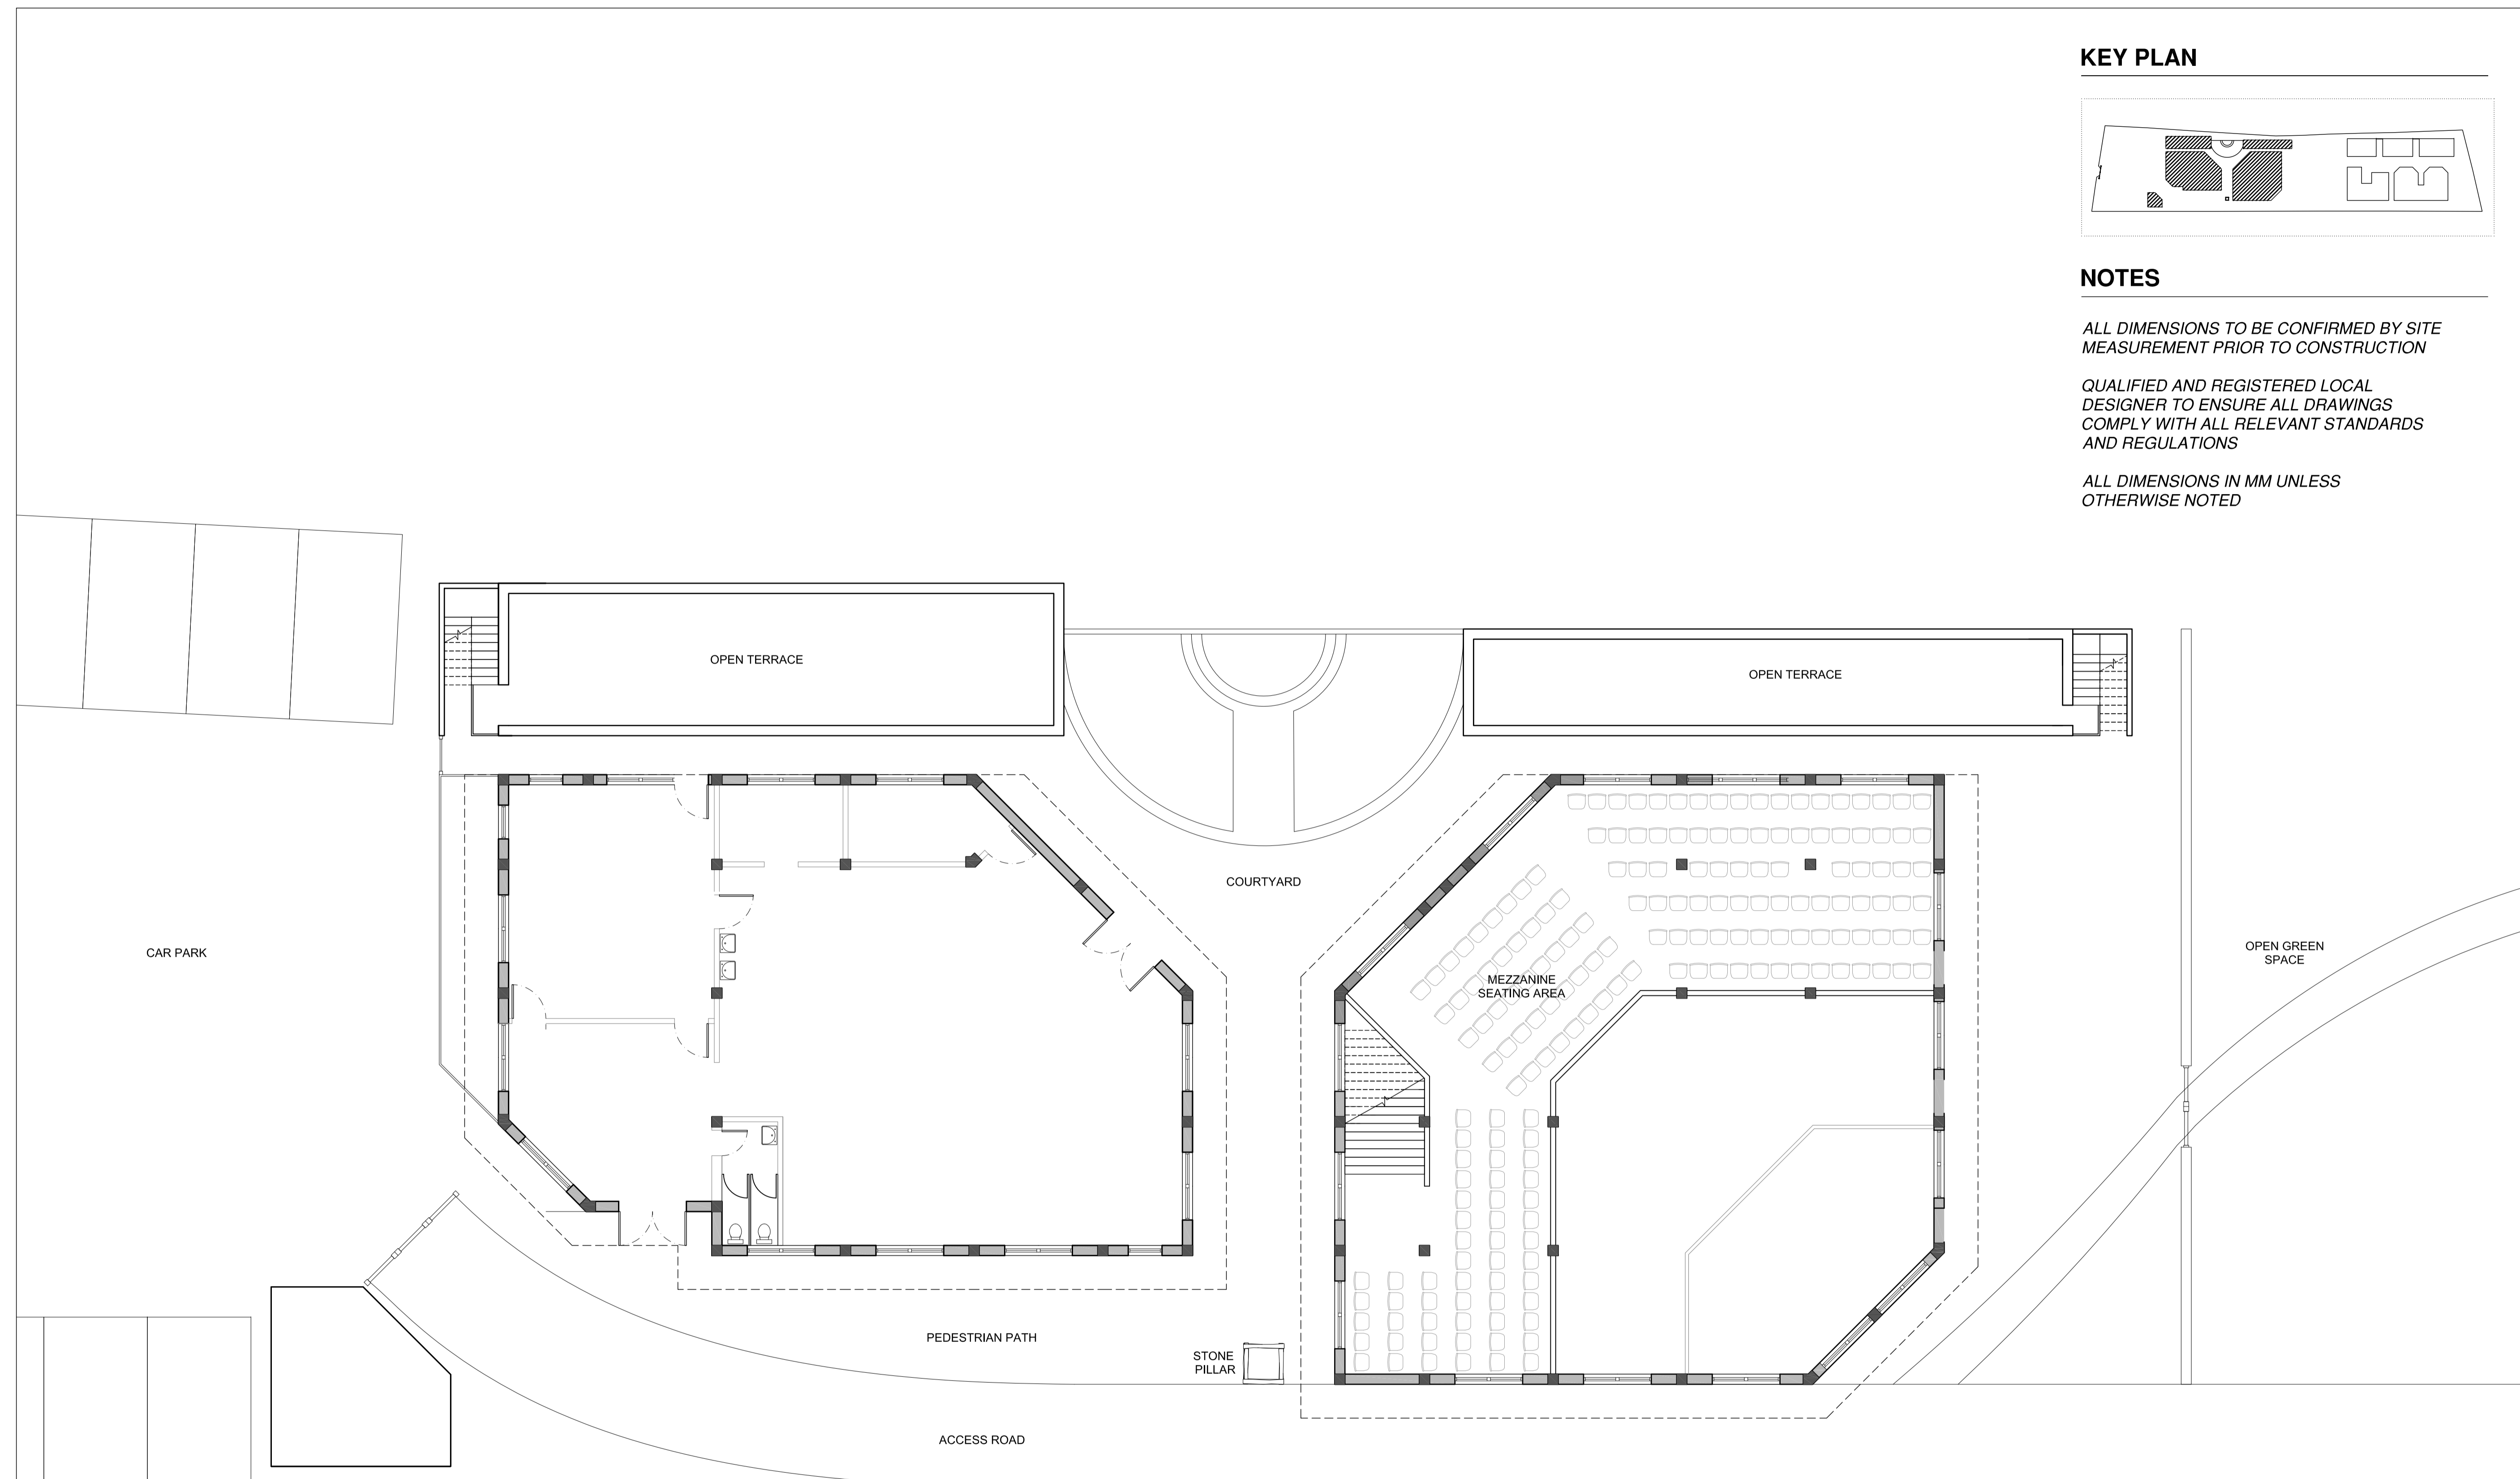 KEY PLAN
NOTES
ALL DIMENSIONS TO BE CONFIRMED BY SITE
MEASUREMENT PRIOR TO CONSTRUCTION
QUALIFIED AND REGISTERED LOCAL
DESIGNER TO ENSURE ALL DRAWINGS
COMPLY WITH ALL RELEVANT STANDARDS
AND REGULATIONS
ALL DIMENSIONS IN MM UNLESS
OTHERWISE NOTED
OPEN TERRACE
OPEN TERRACE
COURTYARD
CAR PARK
OPEN GREEN
SPACE
MEZZANINE
SEATING AREA
PEDESTRIAN PATH
STONE
PILLAR
ACCESS ROAD